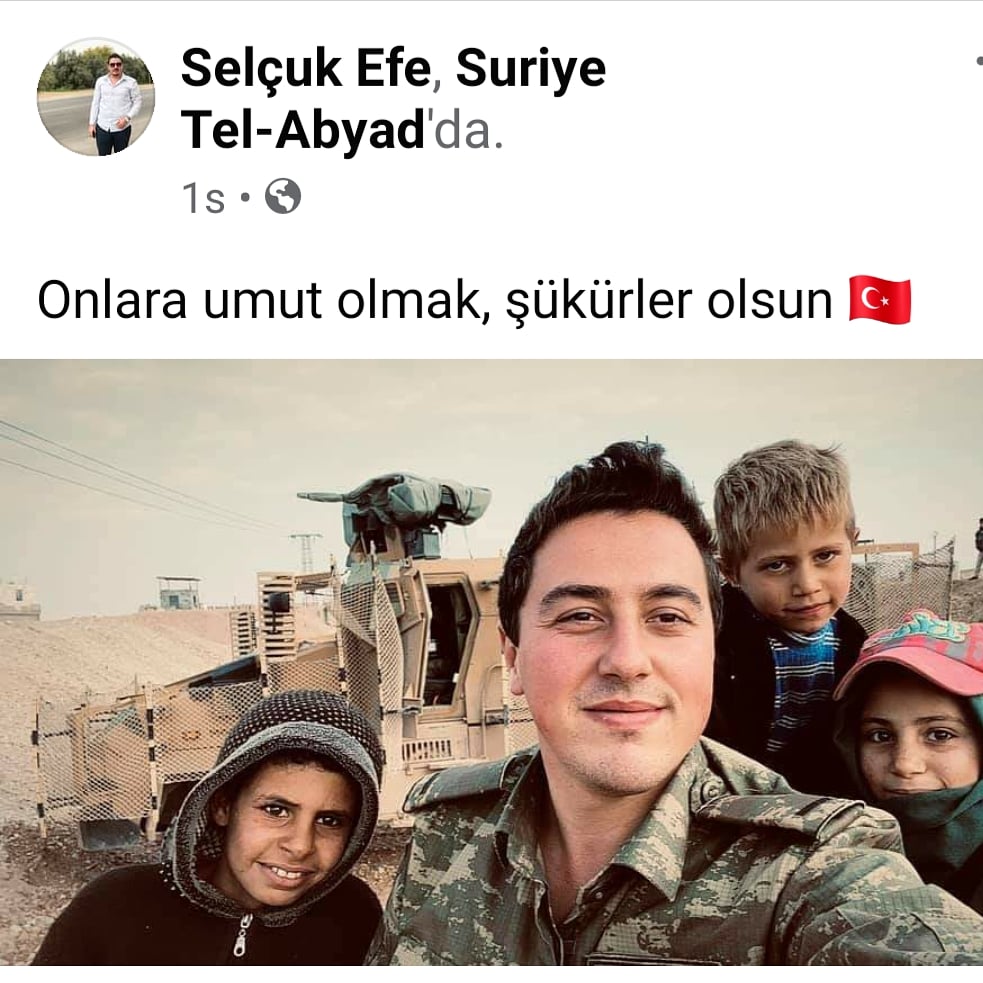 Selçuk Efe, Suriye
Tel-Abyad'da.
1s •
Onlara umut olmak, şükürler olsun 🇹🇷